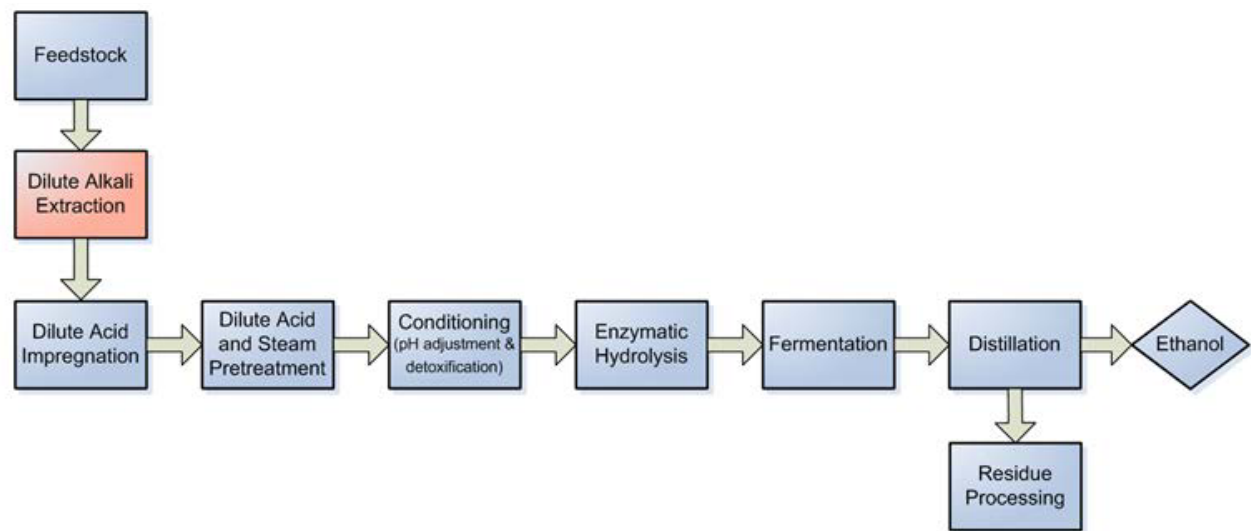 Feedstock
Dilute Alkali
Extraction
Dilute Acid
Impregnation
Dilute Acid
and Steam
Pretreatment
Conditioning
(pH adjustment &
detoxification)
Enzymatic
Hydrolysis
Fermentation
Distillation
Ethanol
Residue
Processing